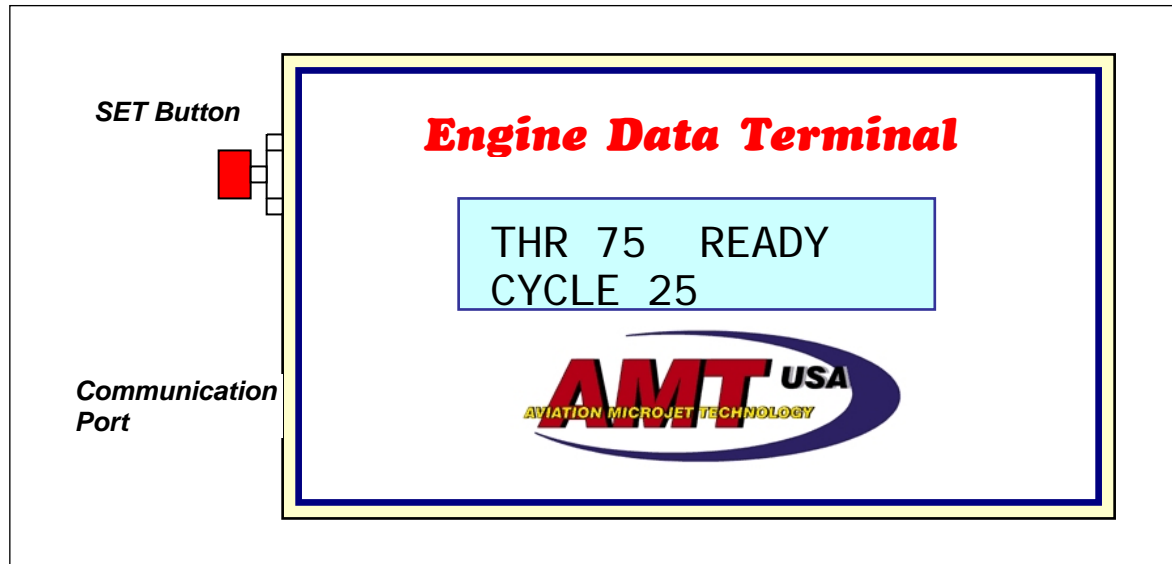 SET Button
Engine Data Terminal
THR 75 READY
CYCLE 25
Communication
Port
AMT USA
AVIATION MICROJET TECHNOLOGY